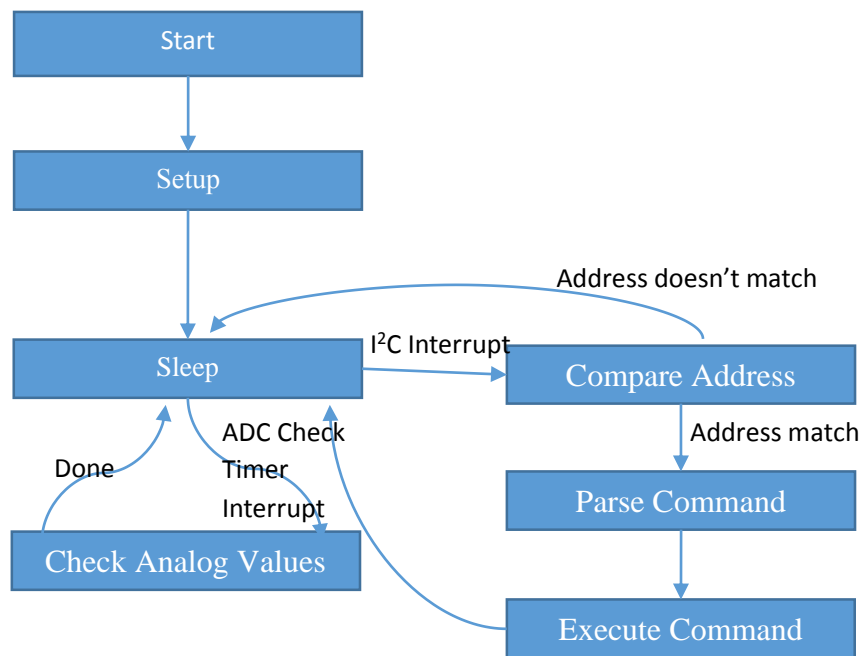 Start
Setup
Address doesn’t match
Sleep
I²C Interrupt
Compare Address
Done
ADC Check
Timer
Interrupt
Address match
Check Analog Values
Parse Command
Execute Command